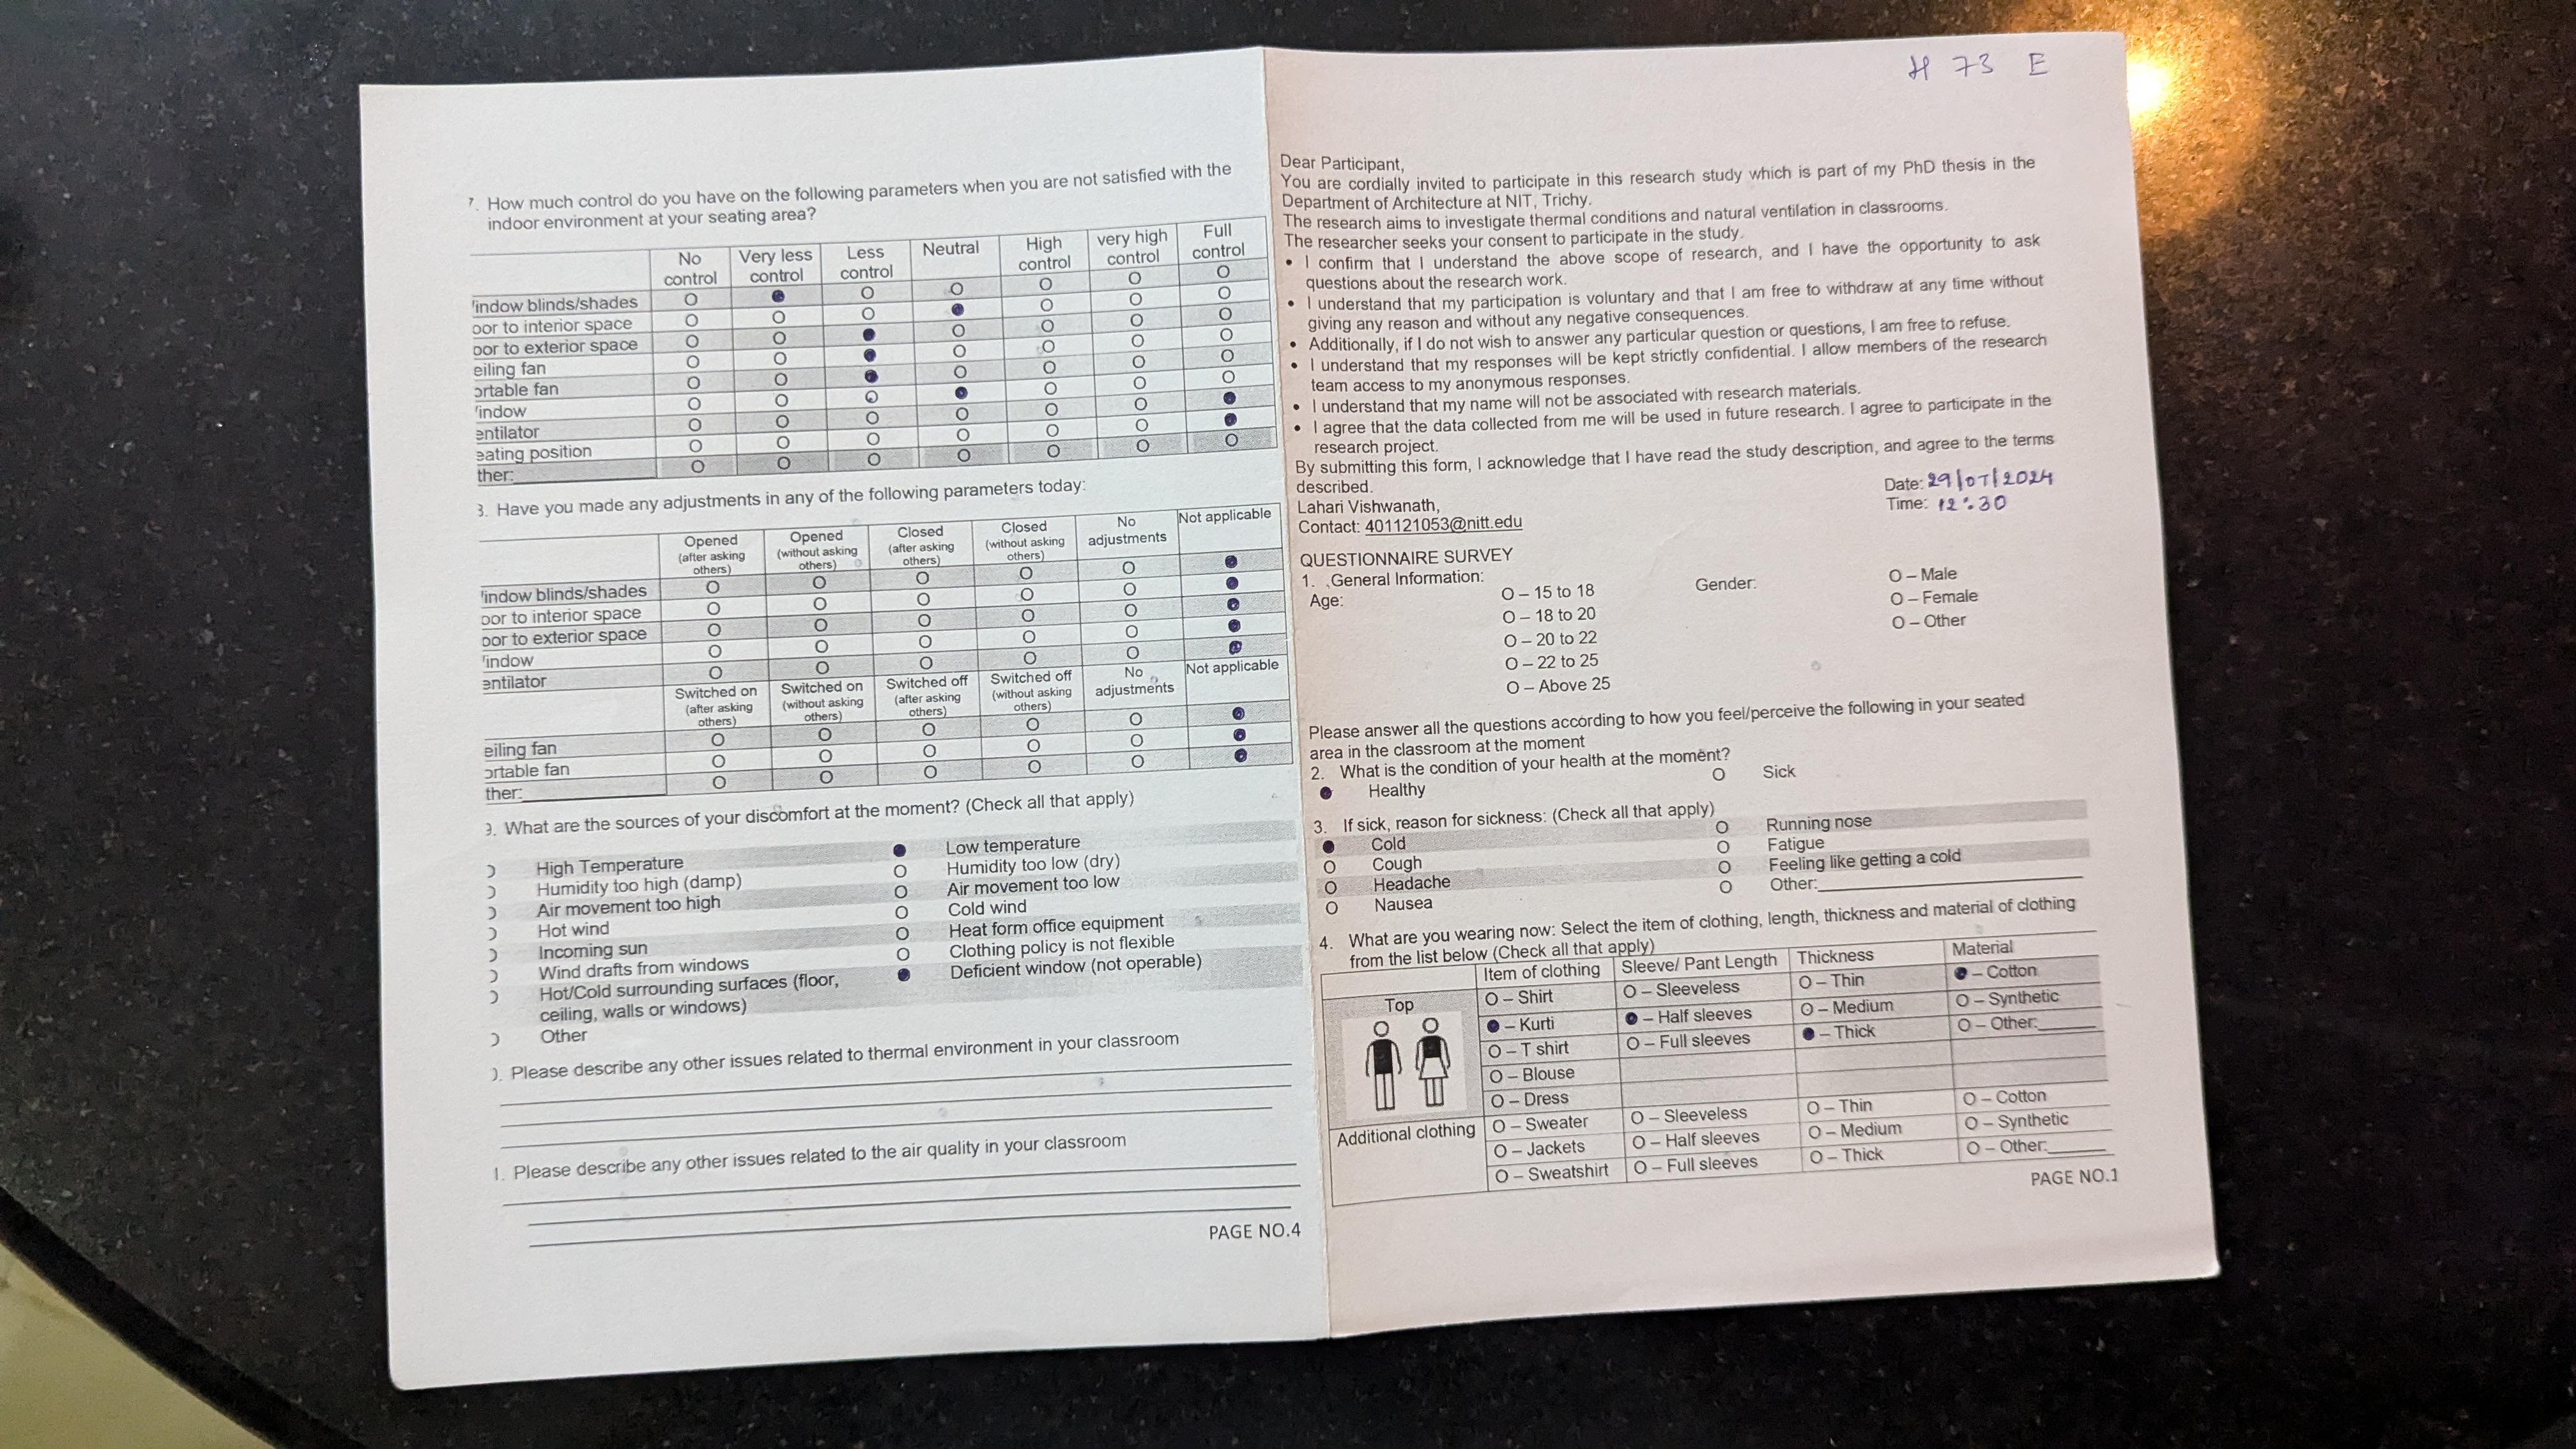 7. How much control do you have on the following parameters when you are not satisfied with the
indoor environment at your seating area?
No control | Very less control | Less control | Neutral | High control | very high control | Full control
indow blinds/shades O ● O O O O O
oor to interior space O O O ● O O O
oor to exterior space O O ● O O O O
eiling fan O O ● O O O O
ortable fan O O ● O O O O
indow O O O ● O O O
entilator O O O O O O ●
eating position O O O O O O ●
ther: O O O O O O O
3. Have you made any adjustments in any of the following parameters today:
Opened (after asking others) | Opened (without asking others) | Closed (after asking others) | Closed (without asking others) | No adjustments | Not applicable
indow blinds/shades O O O O O ●
oor to interior space O O O O O ●
oor to exterior space O O O O O ●
indow O O O O O ●
entilator O O O O O ●
Switched on (after asking others) | Switched on (without asking others) | Switched off (after asking others) | Switched off (without asking others) | No adjustments | Not applicable
eiling fan O O O O O ●
ortable fan O O O O O ●
ther: O O O O O ●
9. What are the sources of your discomfort at the moment? (Check all that apply)
High Temperature ● Low temperature
Humidity too high (damp) O Humidity too low (dry)
Air movement too high O Air movement too low
Hot wind O Cold wind
Incoming sun O Heat form office equipment
Wind drafts from windows O Clothing policy is not flexible
Hot/Cold surrounding surfaces (floor, ● Deficient window (not operable)
ceiling, walls or windows)
Other
). Please describe any other issues related to thermal environment in your classroom
1. Please describe any other issues related to the air quality in your classroom
PAGE NO.4
H 73 E
Dear Participant,
You are cordially invited to participate in this research study which is part of my PhD thesis in the
Department of Architecture at NIT, Trichy.
The research aims to investigate thermal conditions and natural ventilation in classrooms.
The researcher seeks your consent to participate in the study.
• I confirm that I understand the above scope of research, and I have the opportunity to ask
questions about the research work.
• I understand that my participation is voluntary and that I am free to withdraw at any time without
giving any reason and without any negative consequences.
• Additionally, if I do not wish to answer any particular question or questions, I am free to refuse.
• I understand that my responses will be kept strictly confidential. I allow members of the research
team access to my anonymous responses.
• I understand that my name will not be associated with research materials.
• I agree that the data collected from me will be used in future research. I agree to participate in the
research project.
By submitting this form, I acknowledge that I have read the study description, and agree to the terms
described.
Lahari Vishwanath,
Contact: 401121053@nitt.edu
Date: 29/07/2024
Time: 12:30
QUESTIONNAIRE SURVEY
1. General Information:
Age:
O – 15 to 18
O – 18 to 20
O – 20 to 22
O – 22 to 25
O – Above 25
Gender:
O – Male
O – Female
O – Other
Please answer all the questions according to how you feel/perceive the following in your seated
area in the classroom at the moment
2. What is the condition of your health at the moment?
● Healthy O Sick
3. If sick, reason for sickness: (Check all that apply)
● Cold O Running nose
O Cough O Fatigue
O Headache O Feeling like getting a cold
O Nausea O Other:
4. What are you wearing now: Select the item of clothing, length, thickness and material of clothing
from the list below (Check all that apply)
Item of clothing | Sleeve/ Pant Length | Thickness | Material
Top
O – Shirt | O – Sleeveless | O – Thin | ● – Cotton
● – Kurti | ● – Half sleeves | O – Medium | O – Synthetic
O – T shirt | O – Full sleeves | ● – Thick | O – Other:
O – Blouse
O – Dress
Additional clothing
O – Sweater | O – Sleeveless | O – Thin | O – Cotton
O – Jackets | O – Half sleeves | O – Medium | O – Synthetic
O – Sweatshirt | O – Full sleeves | O – Thick | O – Other:
PAGE NO.1